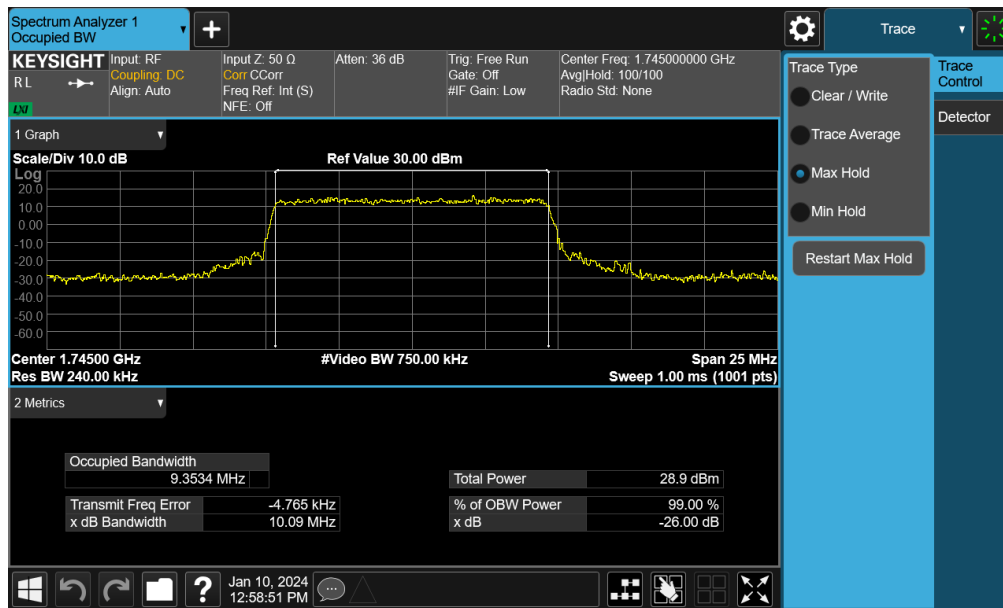 Spectrum Analyzer 1
Occupied BW
+
Trace
KEYSIGHT
R L
LXI
Input: RF
Coupling: DC
Align: Auto
Input Z: 50 Ω
Corr CCorr
Freq Ref: Int (S)
NFE: Off
Atten: 36 dB
Trig: Free Run
Gate: Off
#IF Gain: Low
Center Freq: 1.745000000 GHz
Avg|Hold: 100/100
Radio Std: None
Trace Type
Clear / Write
Trace Average
Max Hold
Min Hold
Restart Max Hold
Trace
Control
Detector
1 Graph
Scale/Div 10.0 dB
Ref Value 30.00 dBm
Log
20.0
10.0
0.00
-10.0
-20.0
-30.0
-40.0
-50.0
-60.0
Center 1.74500 GHz
#Video BW 750.00 kHz
Span 25 MHz
Res BW 240.00 kHz
Sweep 1.00 ms (1001 pts)
2 Metrics
Occupied Bandwidth
9.3534 MHz
Total Power 28.9 dBm
Transmit Freq Error -4.765 kHz
% of OBW Power 99.00 %
x dB Bandwidth 10.09 MHz
x dB -26.00 dB
?
Jan 10, 2024
12:58:51 PM